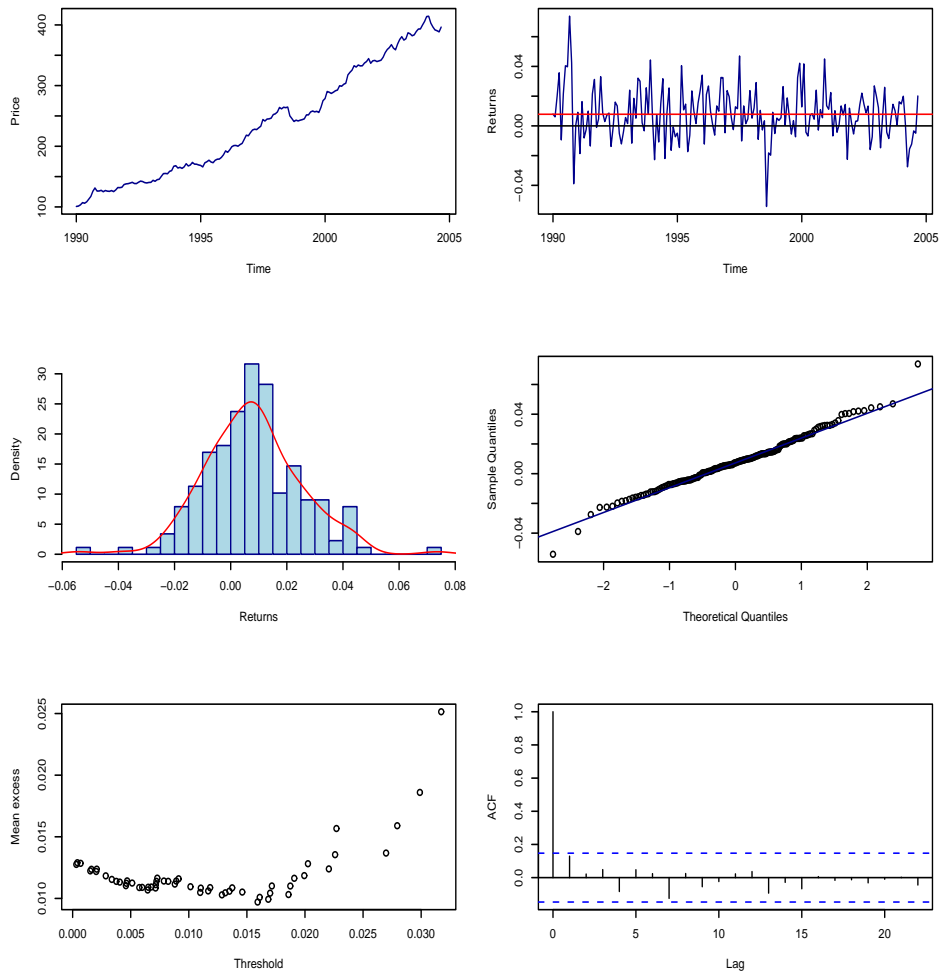 Price
100 200 300 400
1990 1995 2000 2005
Time
Returns
−0.04 0.00 0.04
1990 1995 2000 2005
Time
Density
0 5 10 15 20 25 30
−0.06 −0.04 −0.02 0.00 0.02 0.04 0.06 0.08
Returns
Sample Quantiles
−0.04 0.00 0.04
−2 −1 0 1 2
Theoretical Quantiles
Mean excess
0.010 0.015 0.020 0.025
0.000 0.005 0.010 0.015 0.020 0.025 0.030
Threshold
ACF
0.0 0.2 0.4 0.6 0.8 1.0
0 5 10 15 20
Lag